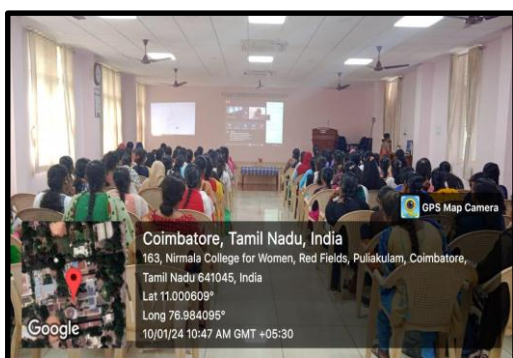 GPS Map Camera
Coimbatore, Tamil Nadu, India
163, Nirmala College for Women, Red Fields, Puliakulam, Coimbatore,
Tamil Nadu 641045, India
Lat 11.000609°
Long 76.984095°
10/01/24 10:47 AM GMT +05:30
Google